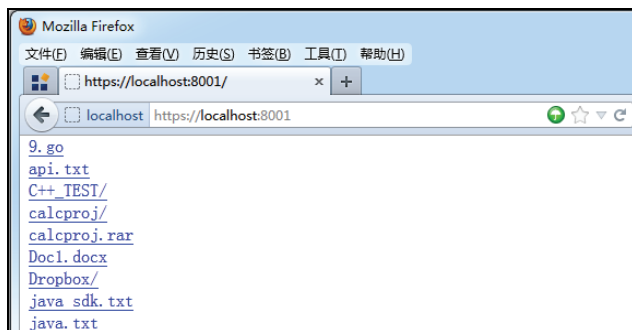 Mozilla Firefox
文件(F) 编辑(E) 查看(V) 历史(S) 书签(B) 工具(T) 帮助(H)
https://localhost:8001/ × +
localhost https://localhost:8001
9.go
api.txt
C++_TEST/
calcproj/
calcproj.rar
Doc1.docx
Dropbox/
java sdk.txt
java.txt